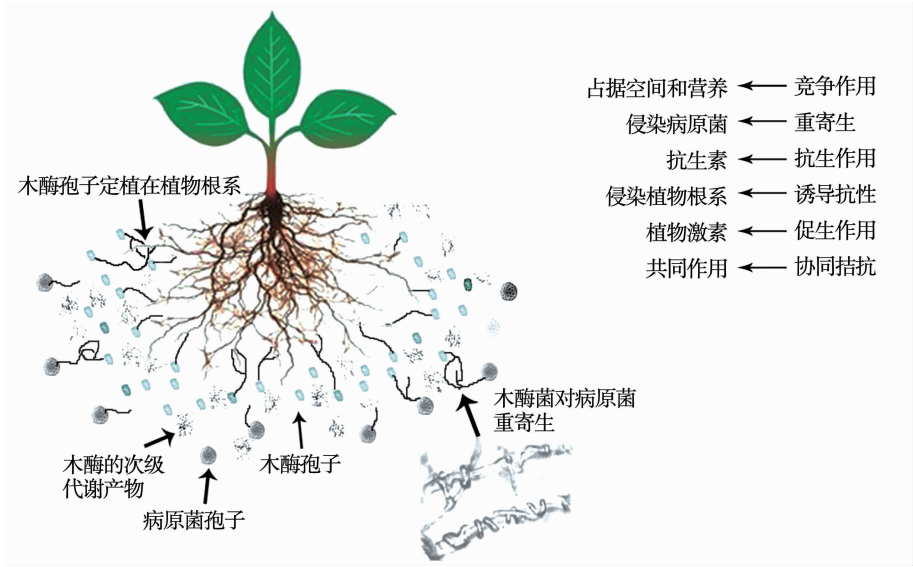 占据空间和营养 竞争作用
侵染病原菌 重寄生
抗生素 抗生作用
侵染植物根系 诱导抗性
植物激素 促生作用
共同作用 协同拮抗
木酶孢子定植在植物根系
木酶菌对病原菌
重寄生
木酶的次级
代谢产物
木酶孢子
病原菌孢子